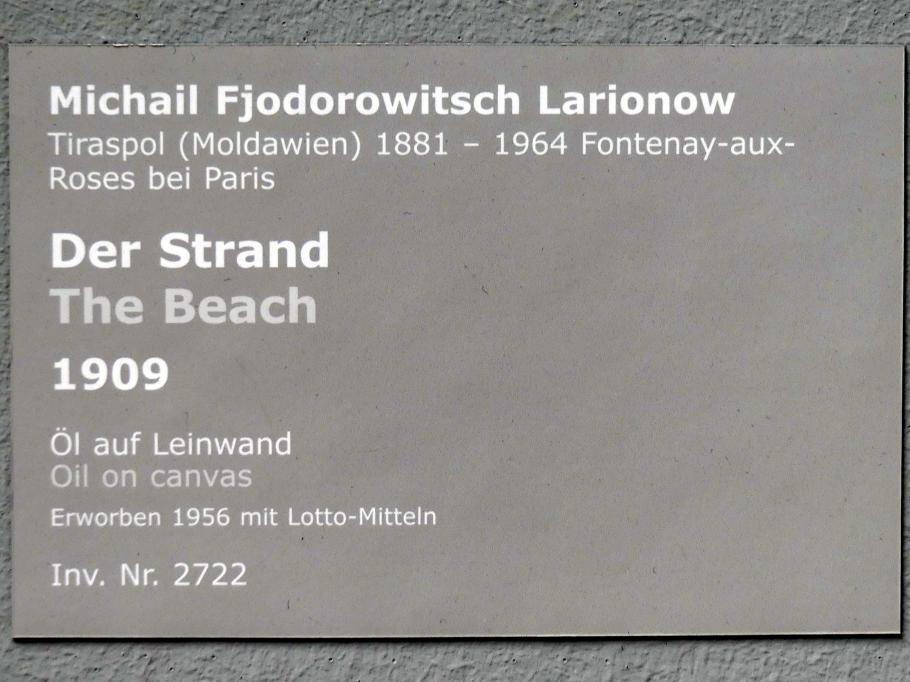 Michail Fjodorowitsch Larionow
Tiraspol (Moldawien) 1881 – 1964 Fontenay-aux-
Roses bei Paris
Der Strand
The Beach
1909
Öl auf Leinwand
Oil on canvas
Erworben 1956 mit Lotto-Mitteln
Inv. Nr. 2722